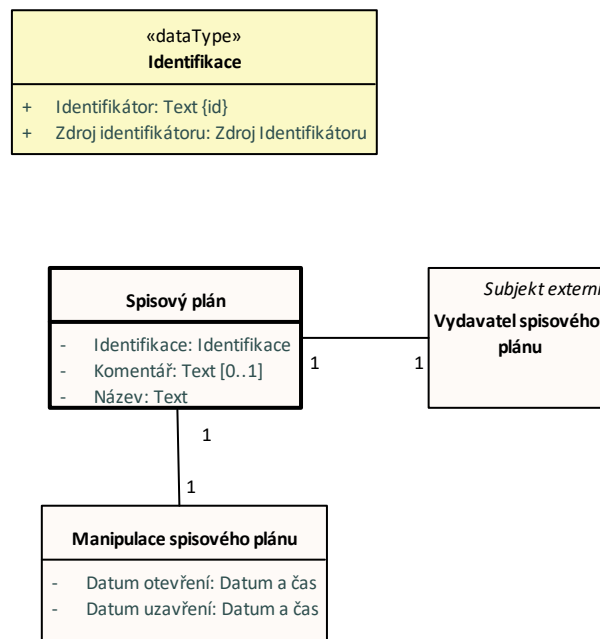 «dataType»
Identifikace
+ Identifikátor: Text {id}
+ Zdroj identifikátoru: Zdroj Identifikátoru
Spisový plán
- Identifikace: Identifikace
- Komentář: Text [0..1]
- Název: Text
Subjekt externí
Vydavatel spisového
plánu
1 1
1
1
Manipulace spisového plánu
- Datum otevření: Datum a čas
- Datum uzavření: Datum a čas